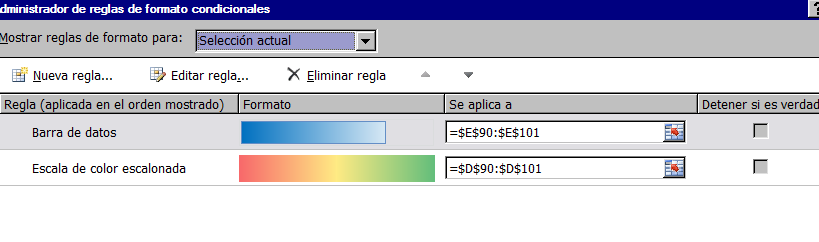 dministrador de reglas de formato condicionales
Mostrar reglas de formato para: Selección actual
Nueva regla... Editar regla... Eliminar regla
Regla (aplicada en el orden mostrado) Formato Se aplica a Detener si es verdad
Barra de datos =$E$90:$E$101
Escala de color escalonada =$D$90:$D$101